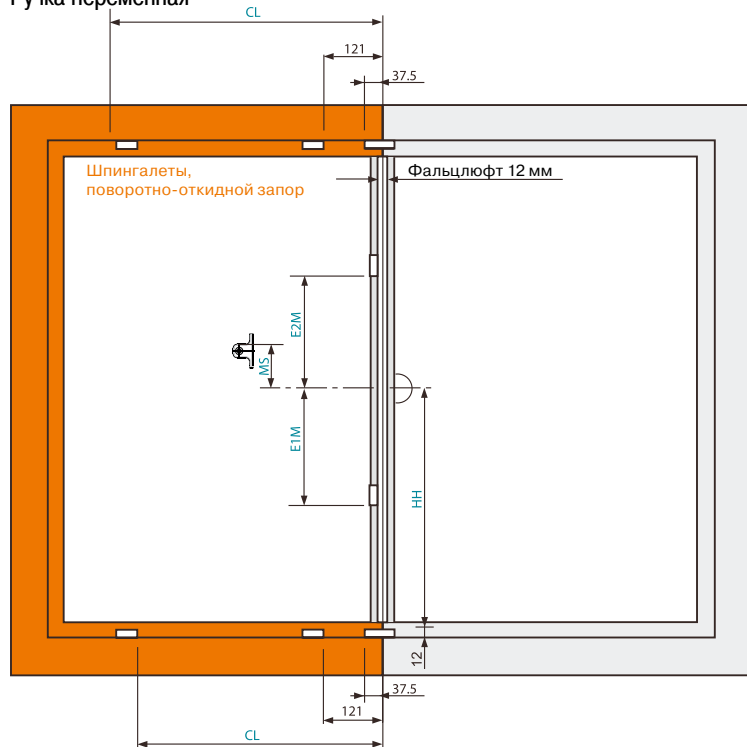 Ручка переменная
CL
121
37.5
Шпингалеты,
поворотно-откидной запор
Фальцлюфт 12 мм
E2M
MS
E1M
HH
12
37.5
121
CL